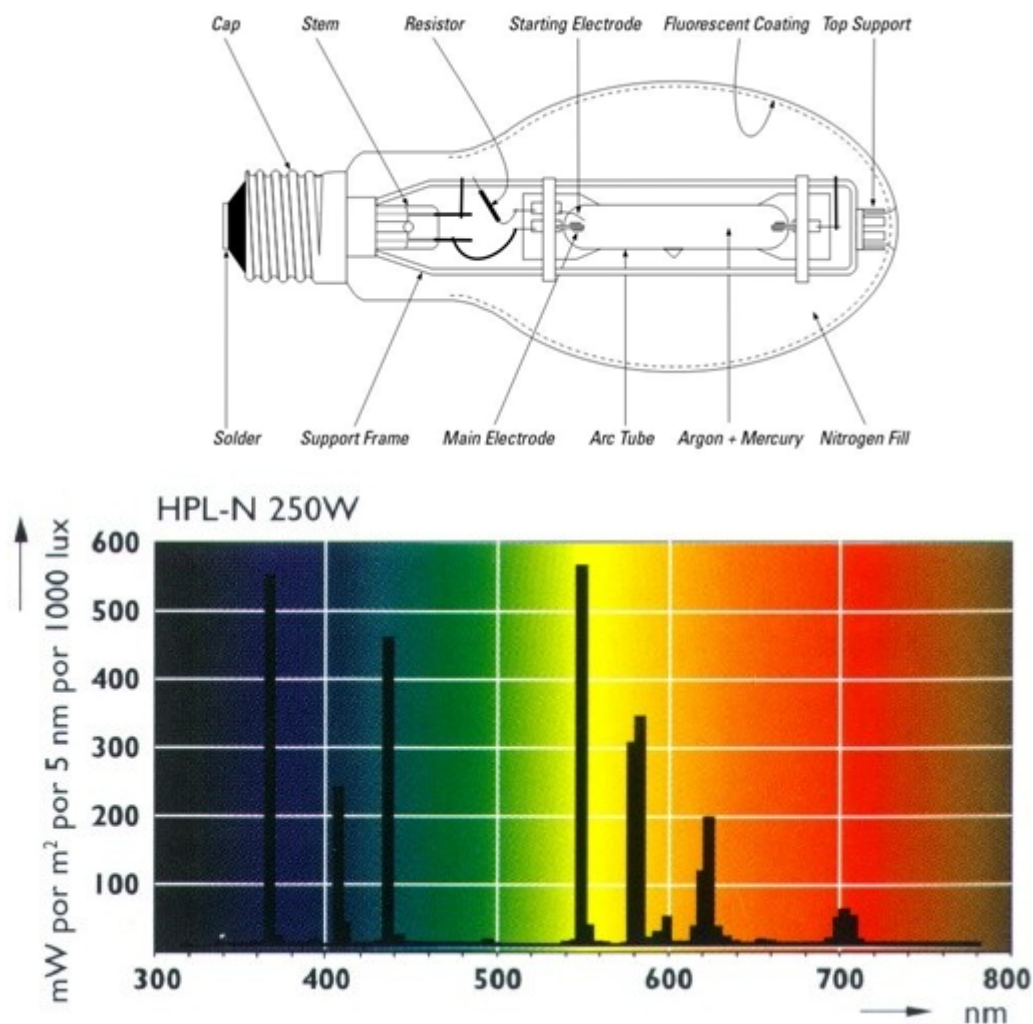 Cap Stem Resistor Starting Electrode Fluorescent Coating Top Support
Solder Support Frame Main Electrode Arc Tube Argon + Mercury Nitrogen Fill
HPL-N 250W
mW por m² por 5 nm por 1000 lux
600
500
400
300
200
100
300 400 500 600 700 800
nm